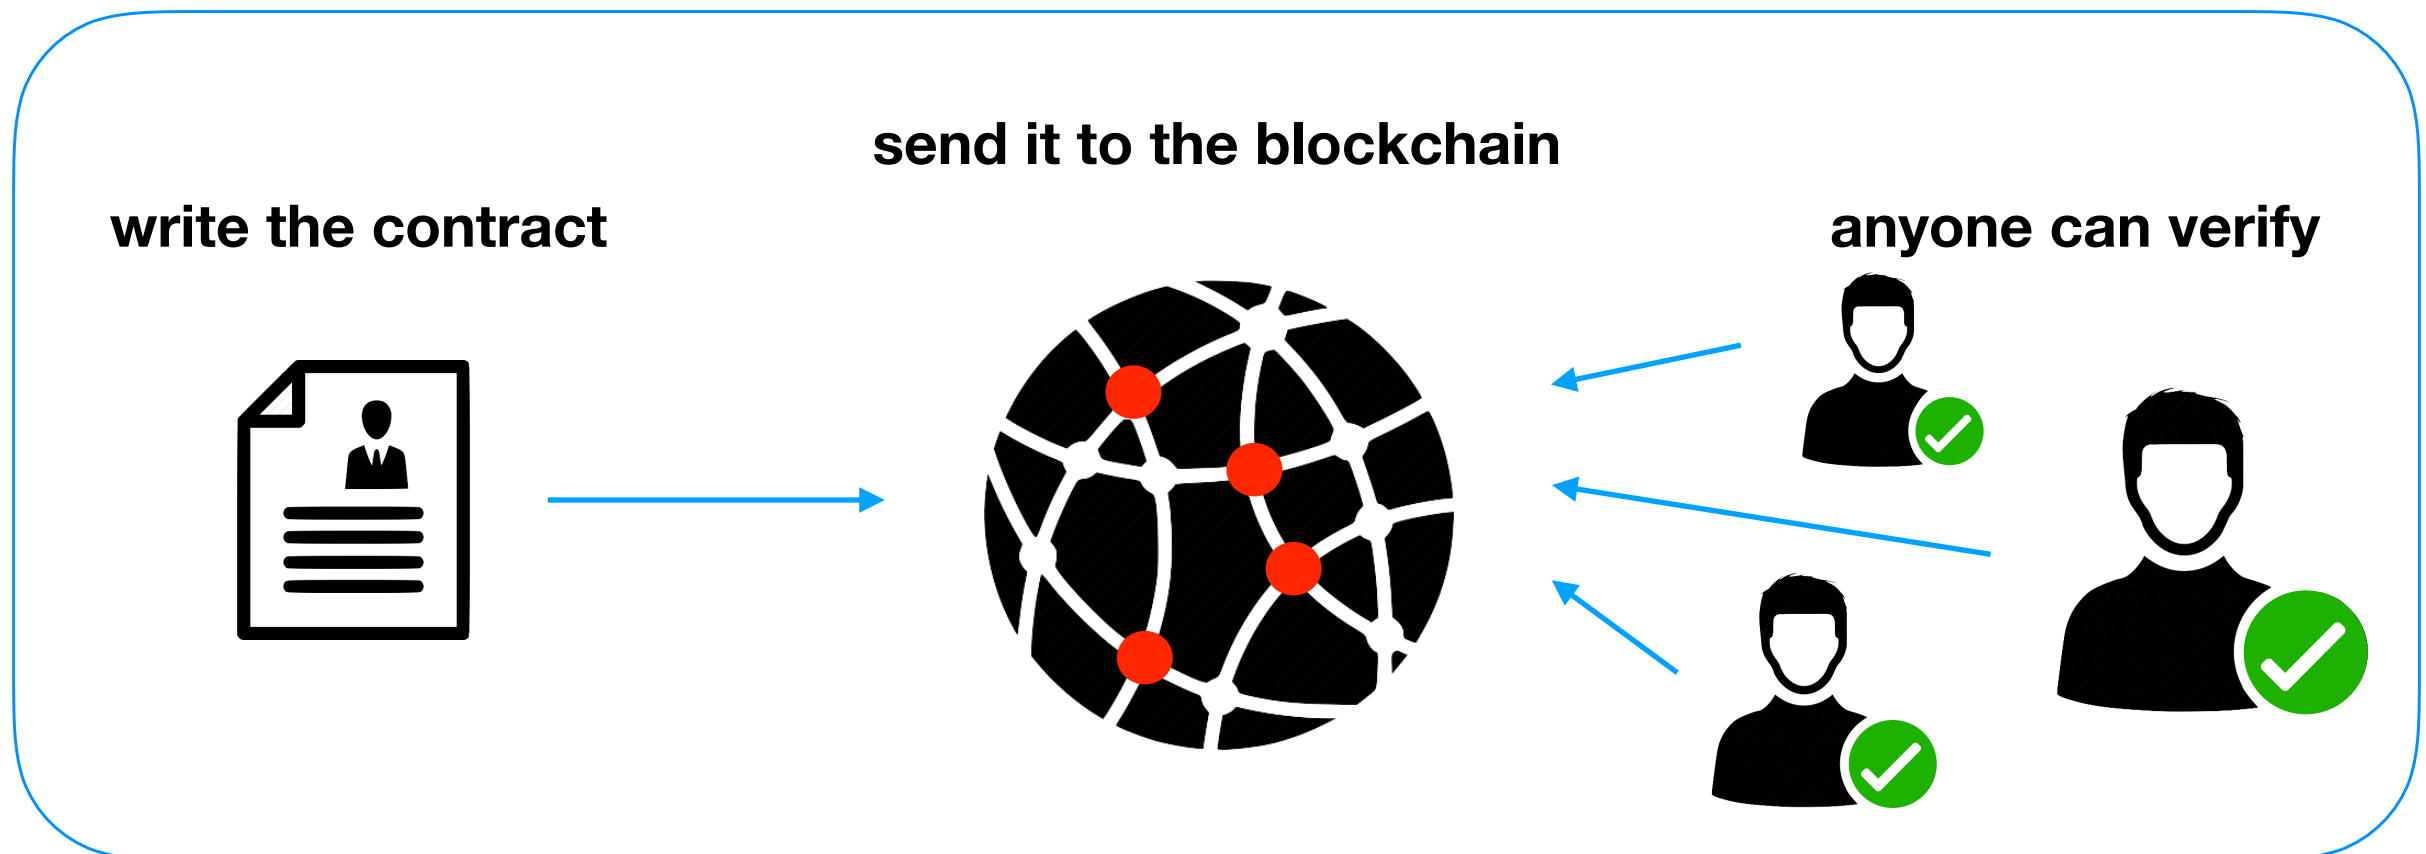 write the contract
send it to the blockchain
anyone can verify